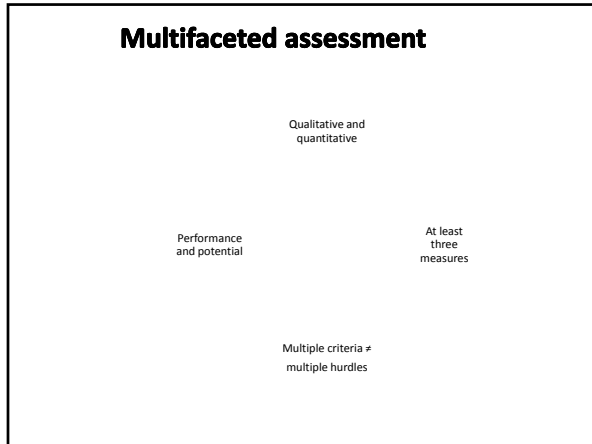 Multifaceted assessment
Qualitative and
quantitative
Performance
and potential
At least
three
measures
Multiple criteria ≠
multiple hurdles